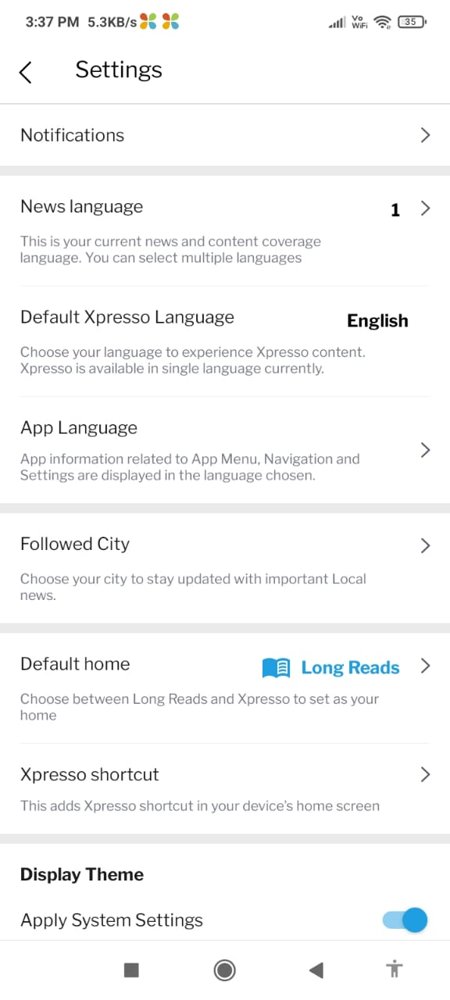 3:37 PM 5.3KB/s Vo WiFi 35
Settings
Notifications
News language 1
This is your current news and content coverage
language. You can select multiple languages
Default Xpresso Language English
Choose your language to experience Xpresso content.
Xpresso is available in single language currently.
App Language
App information related to App Menu, Navigation and
Settings are displayed in the language chosen.
Followed City
Choose your city to stay updated with important Local
news.
Default home Long Reads
Choose between Long Reads and Xpresso to set as your
home
Xpresso shortcut
This adds Xpresso shortcut in your device's home screen
Display Theme
Apply System Settings